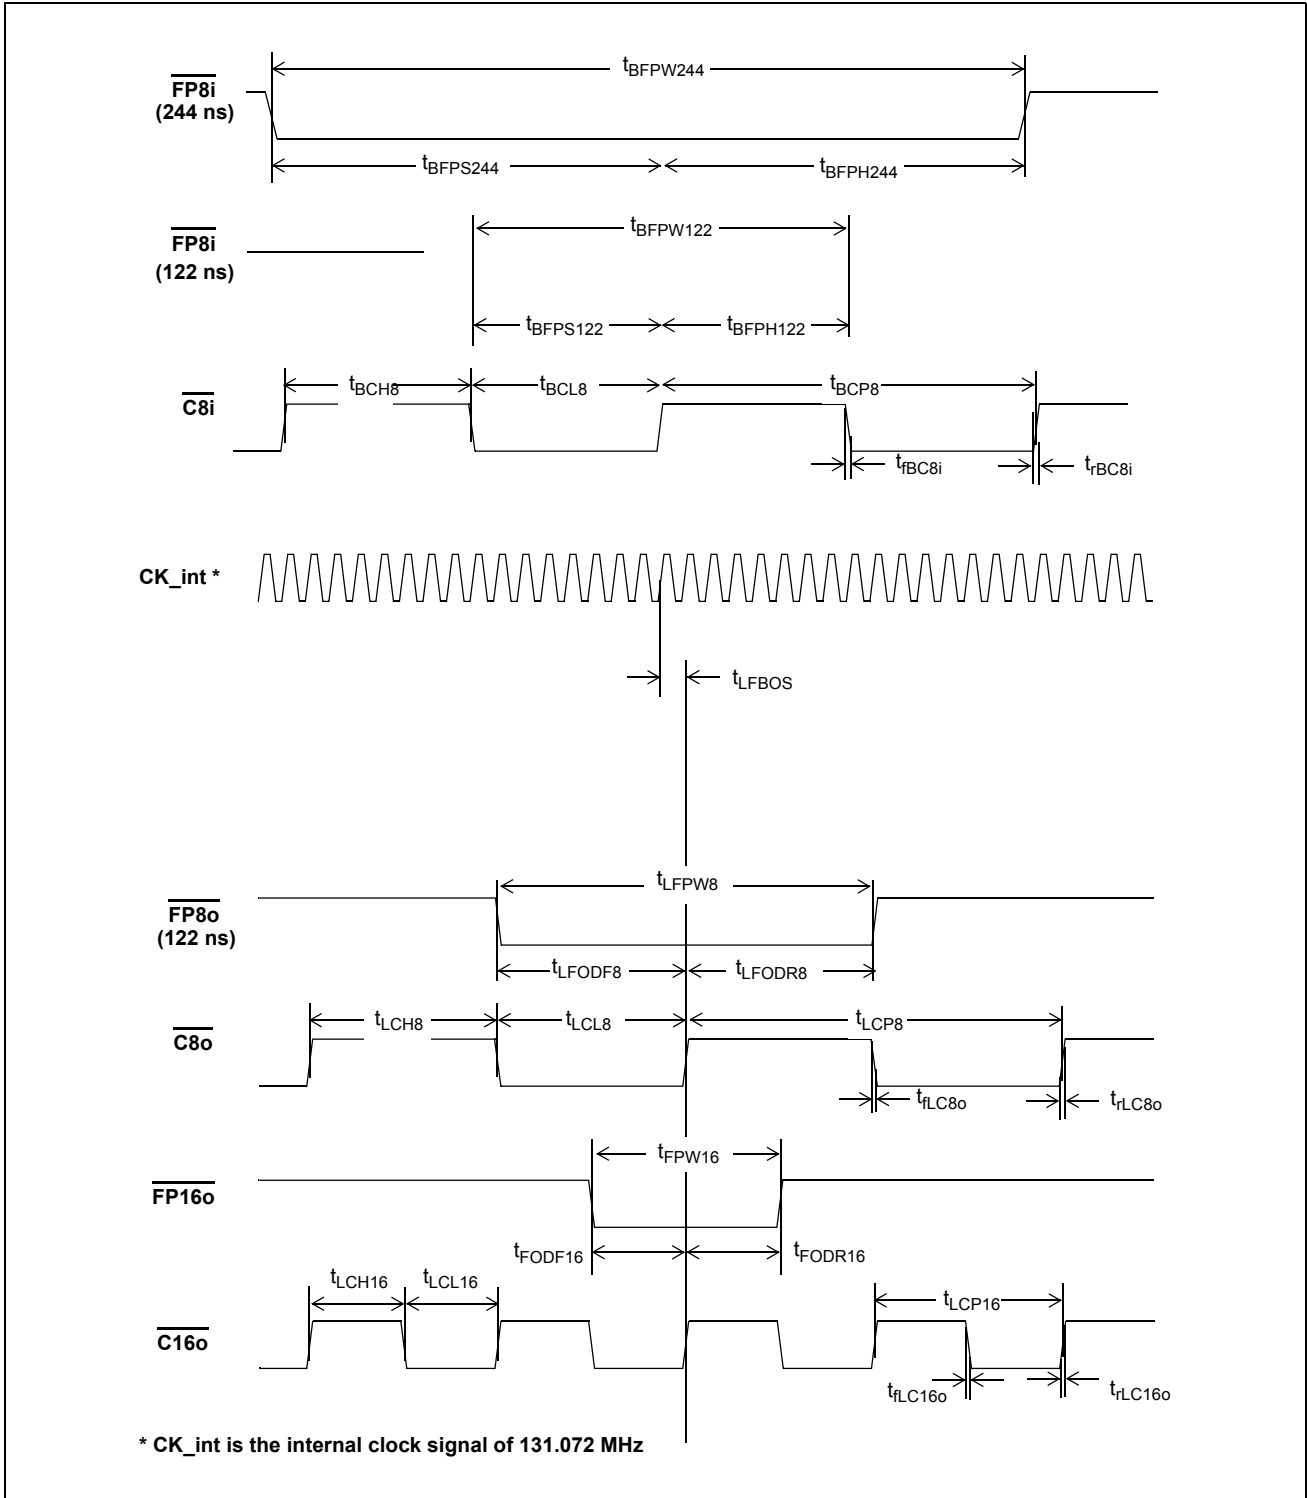 tBFPW244
FP8i
(244 ns)
tBFPS244
tBFPH244
tBFPW122
FP8i
(122 ns)
tBFPS122
tBFPH122
tBCH8
tBCL8
tBCP8
C8i
tfBC8i
trBC8i
CK_int *
tLFBOS
tLFPW8
FP8o
(122 ns)
tLFODF8
tLFODR8
tLCH8
tLCL8
tLCP8
C8o
tfLC8o
trLC8o
tFPW16
FP16o
tFODF16
tFODR16
tLCH16
tLCL16
tLCP16
C16o
tfLC16o
trLC16o
* CK_int is the internal clock signal of 131.072 MHz